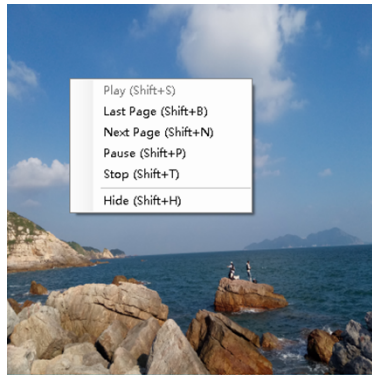 Play (Shift+S)
Last Page (Shift+B)
Next Page (Shift+N)
Pause (Shift+P)
Stop (Shift+T)
Hide (Shift+H)